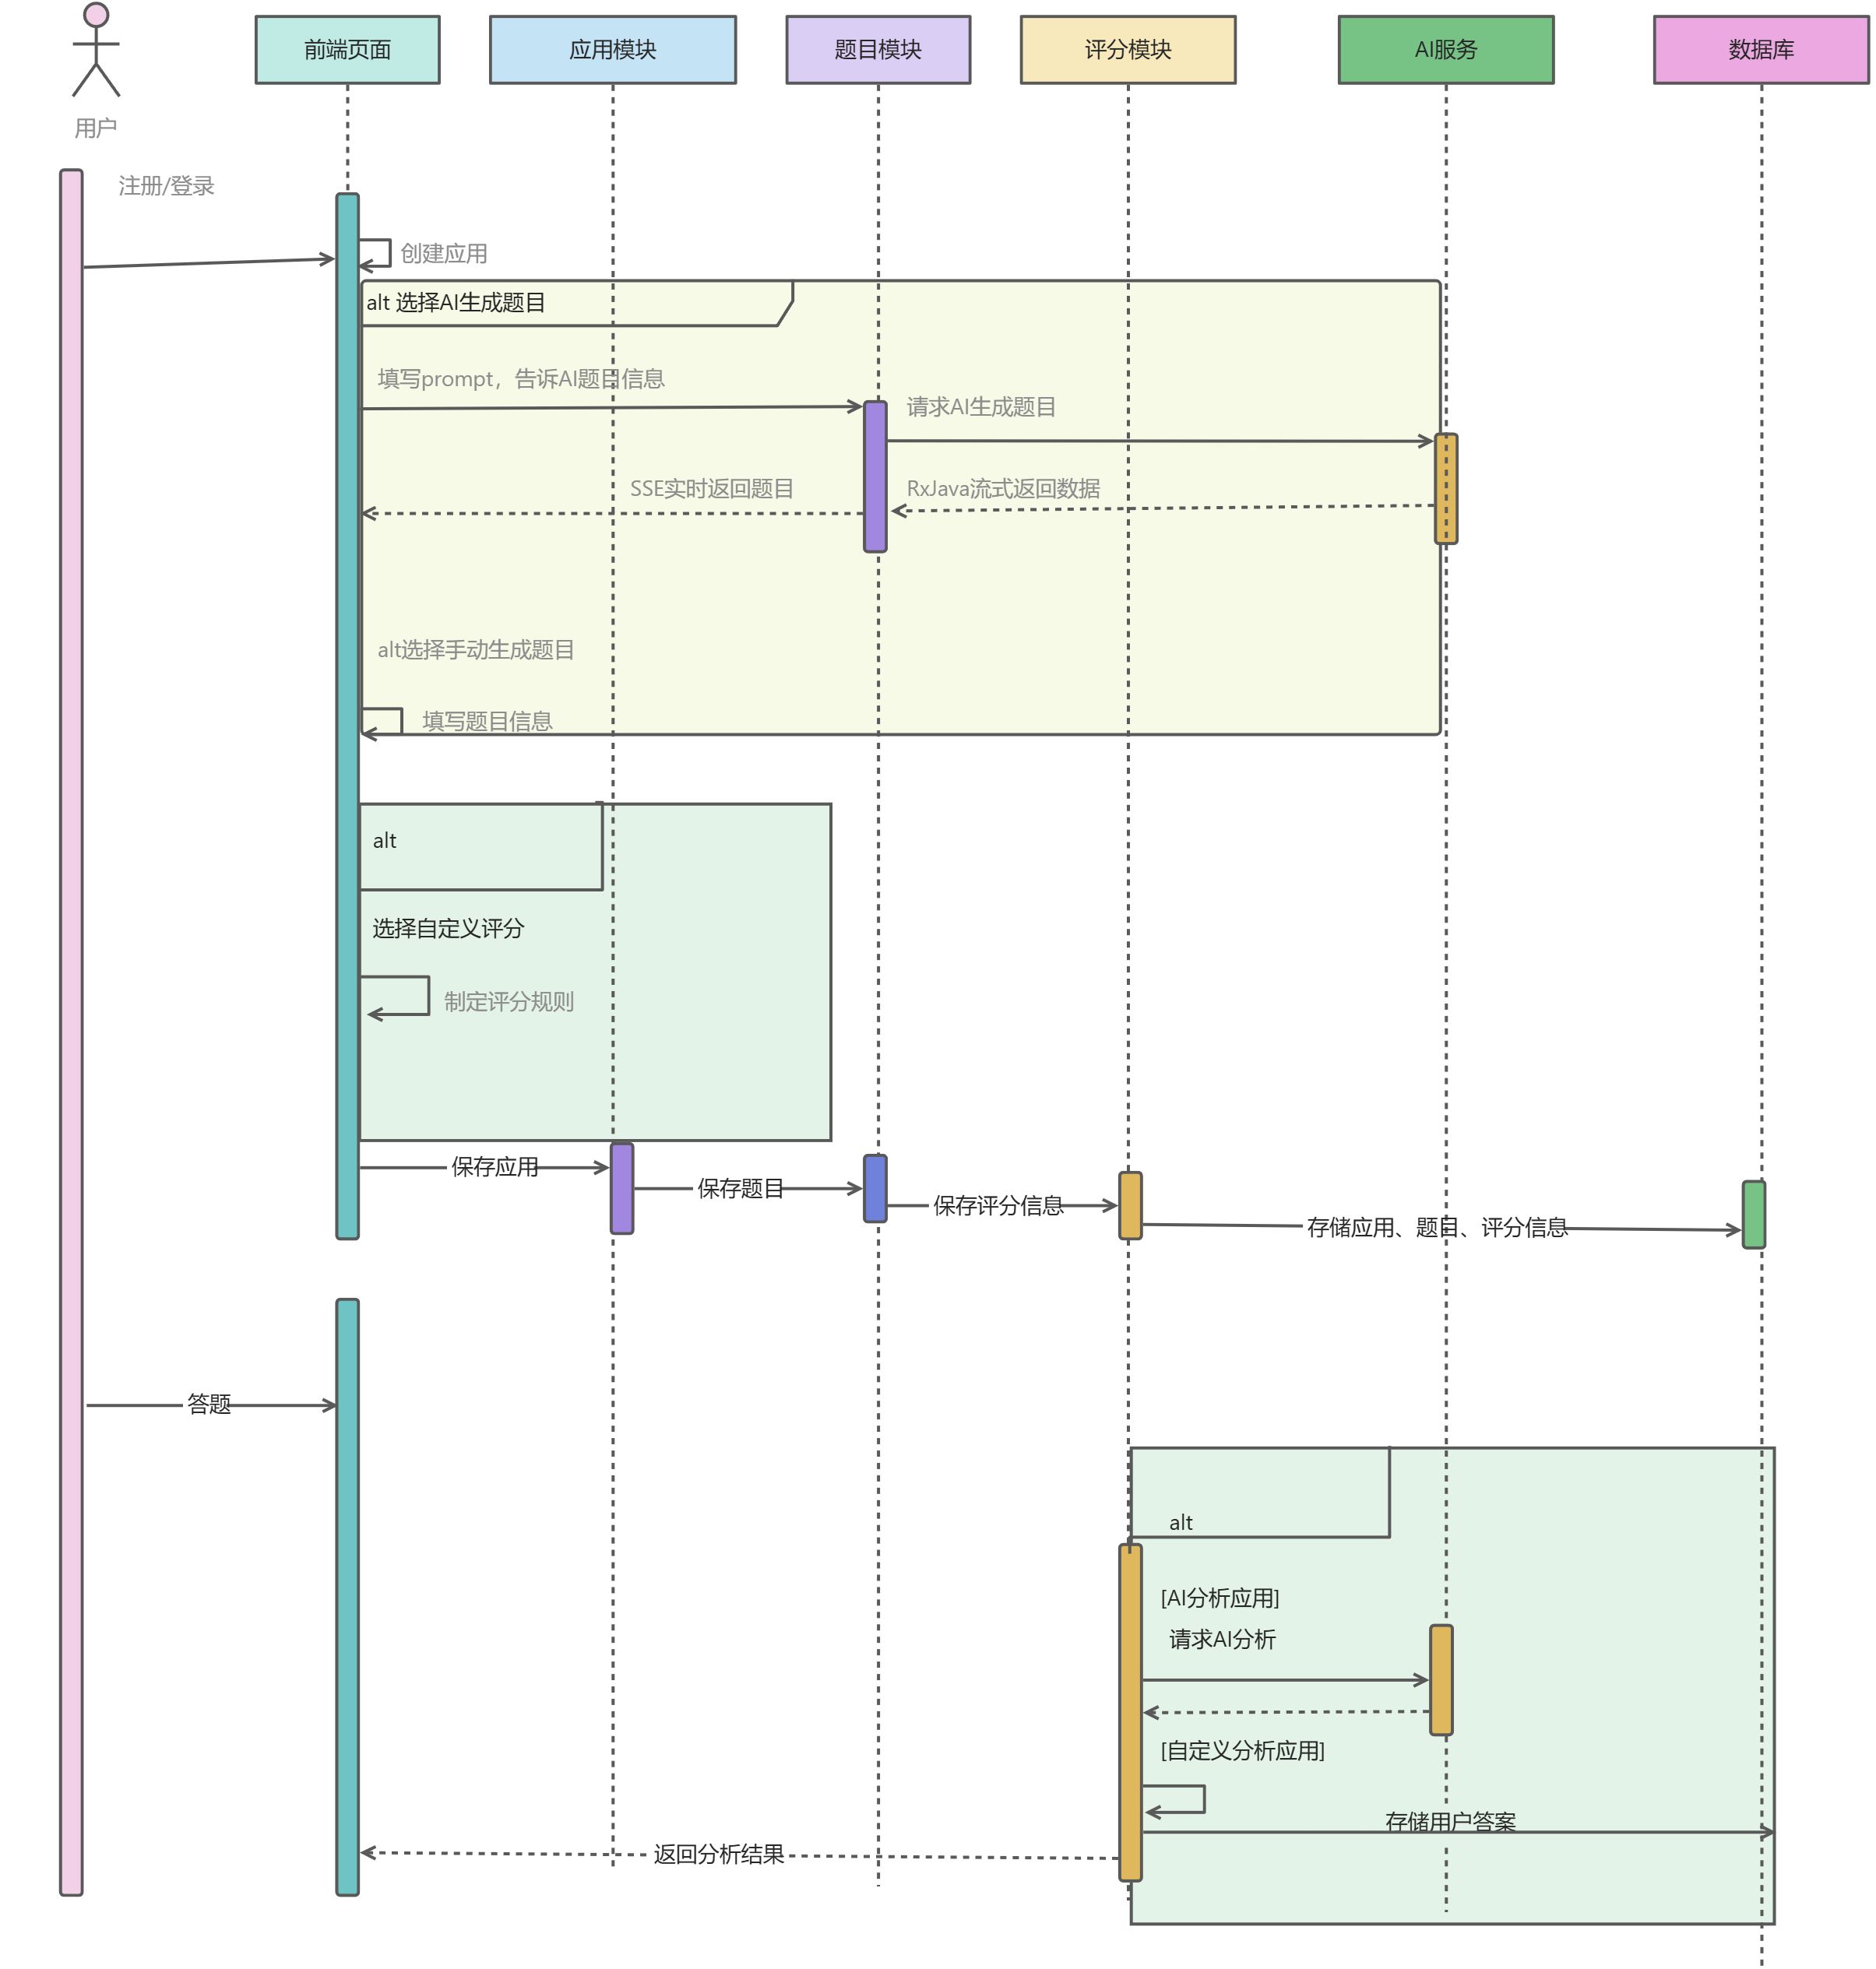 前端页面
应用模块
题目模块
评分模块
AI服务
数据库
用户
注册/登录
创建应用
alt 选择AI生成题目
填写prompt，告诉AI题目信息
请求AI生成题目
SSE实时返回题目
RxJava流式返回数据
alt选择手动生成题目
填写题目信息
alt
选择自定义评分
制定评分规则
保存应用
保存题目
保存评分信息
存储应用、题目、评分信息
答题
alt
[AI分析应用]
请求AI分析
[自定义分析应用]
存储用户答案
返回分析结果